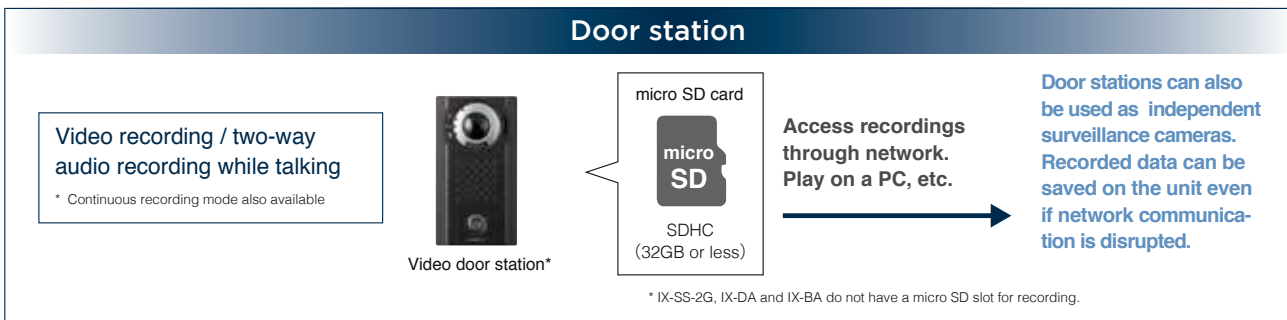 Door station
Video recording / two-way
audio recording while talking
* Continuous recording mode also available
Video door station*
micro SD card
micro
SD
SDHC
(32GB or less)
Access recordings
through network.
Play on a PC, etc.
Door stations can also
be used as independent
surveillance cameras.
Recorded data can be
saved on the unit even
if network communica-
tion is disrupted.
* IX-SS-2G, IX-DA and IX-BA do not have a micro SD slot for recording.